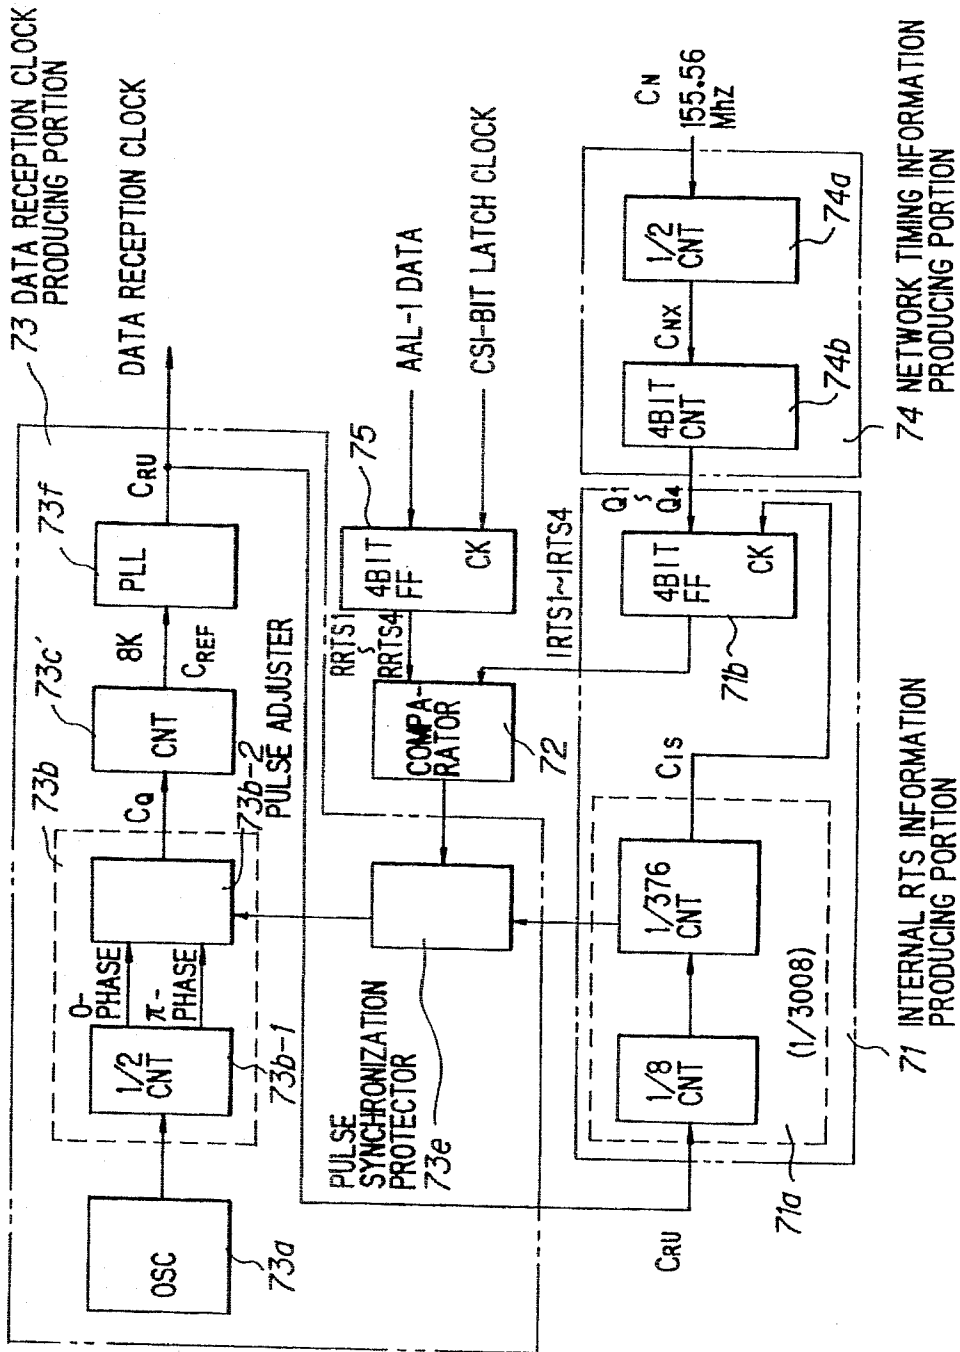 73 DATA RECEPTION CLOCK
PRODUCING PORTION
DATA RECEPTION CLOCK
OSC
73a
1/2
CNT
73b-1
0-
PHASE
π-
PHASE
73b
73b-2
PULSE ADJUSTER
CQ
CNT
73c'
8K
CREF
PLL
73f
CRU
PULSE
SYNCHRONIZATION
PROTECTOR
73e
COMPA-
RATOR
72
RRTS1
~
RRTS4
4BIT
FF
CK
75
AAL-1 DATA
CSI-BIT LATCH CLOCK
IRTS1~IRTS4
CRU
1/8
CNT
1/376
CNT
(1/3008)
71a
C1S
4BIT
FF
CK
71b
Q1
~
Q4
4BIT
CNT
74b
CNX
1/2
CNT
74a
CN
155.56
Mhz
71 INTERNAL RTS INFORMATION
PRODUCING PORTION
74 NETWORK TIMING INFORMATION
PRODUCING PORTION